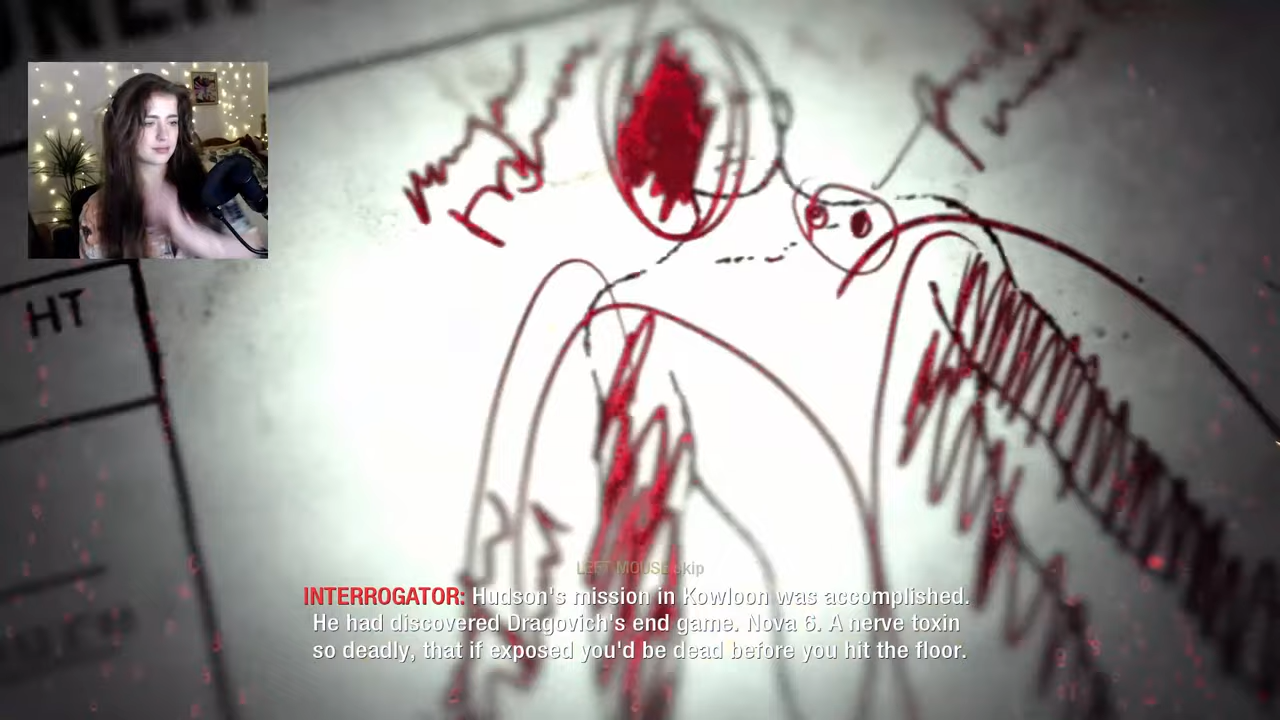 HT
LEFT MOUSE Skip
INTERROGATOR: Hudson's mission in Kowloon was accomplished.
He had discovered Dragovich's end game. Nova 6. A nerve toxin
so deadly, that if exposed you'd be dead before you hit the floor.